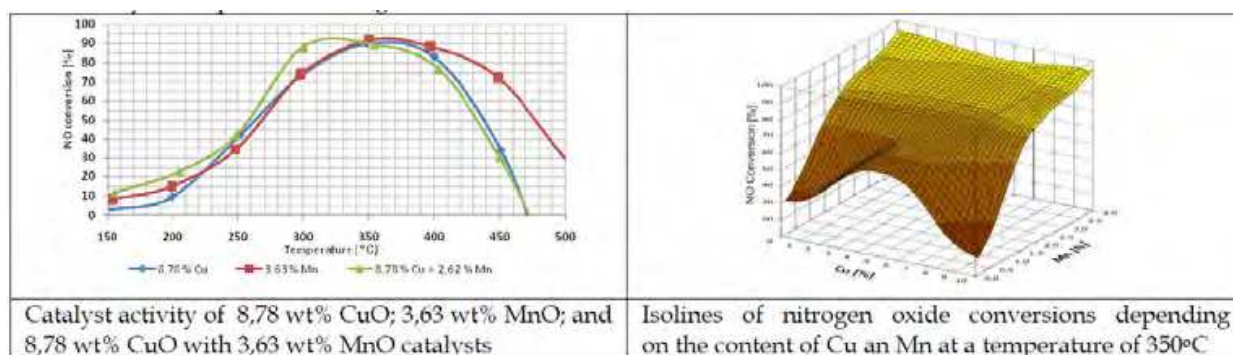 NO conversion [%]
100
90
80
70
60
50
40
30
20
10
0
150 200 250 300 350 400 450 500
Temperature [°C]
8,78% Cu 3,63% Mn 8,78% Cu + 2,62% Mn
NO Conversion [%]
Cu [%]
Mn [%]
Catalyst activity of 8,78 wt% CuO; 3,63 wt% MnO; and
8,78 wt% CuO with 3,63 wt% MnO catalysts
Isolines of nitrogen oxide conversions depending
on the content of Cu an Mn at a temperature of 350ºC